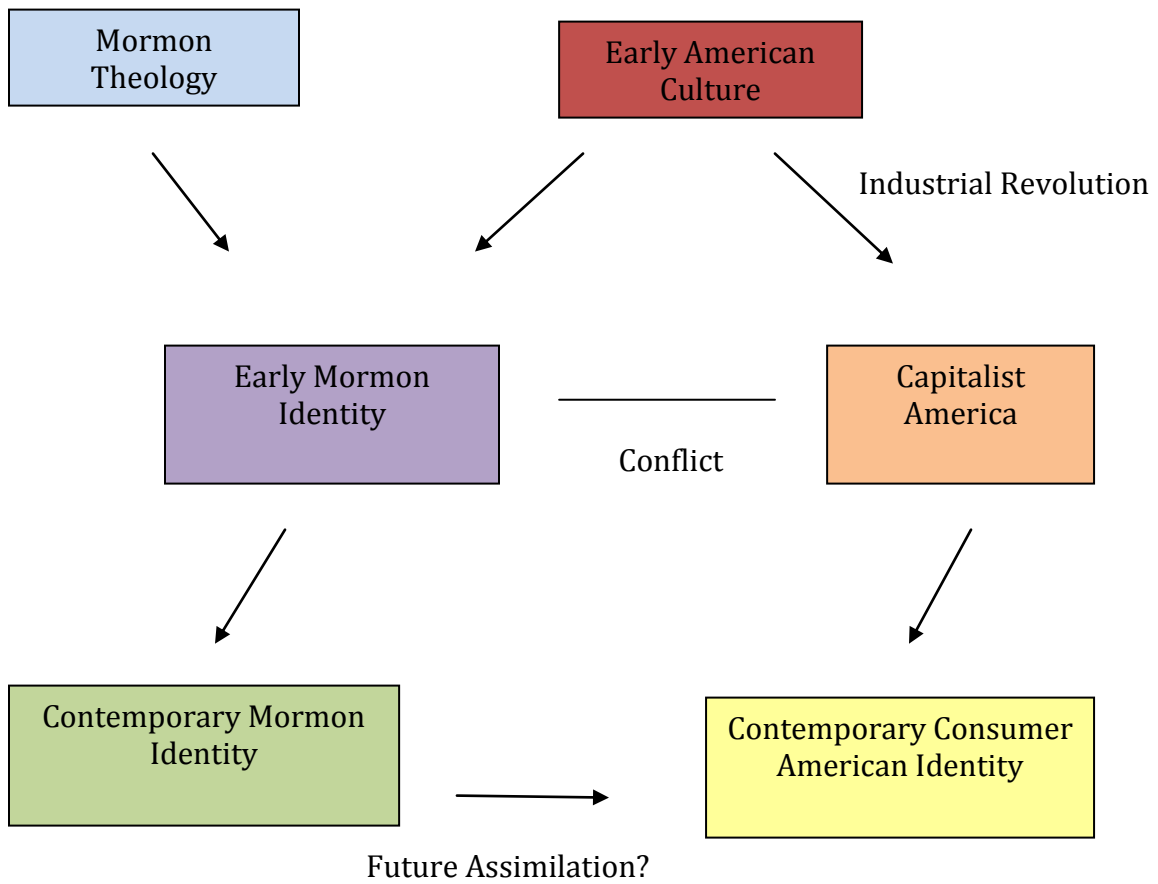 Mormon
Theology
Early American
Culture
Industrial Revolution
Early Mormon
Identity
Conflict
Capitalist
America
Contemporary Mormon
Identity
Contemporary Consumer
American Identity
Future Assimilation?